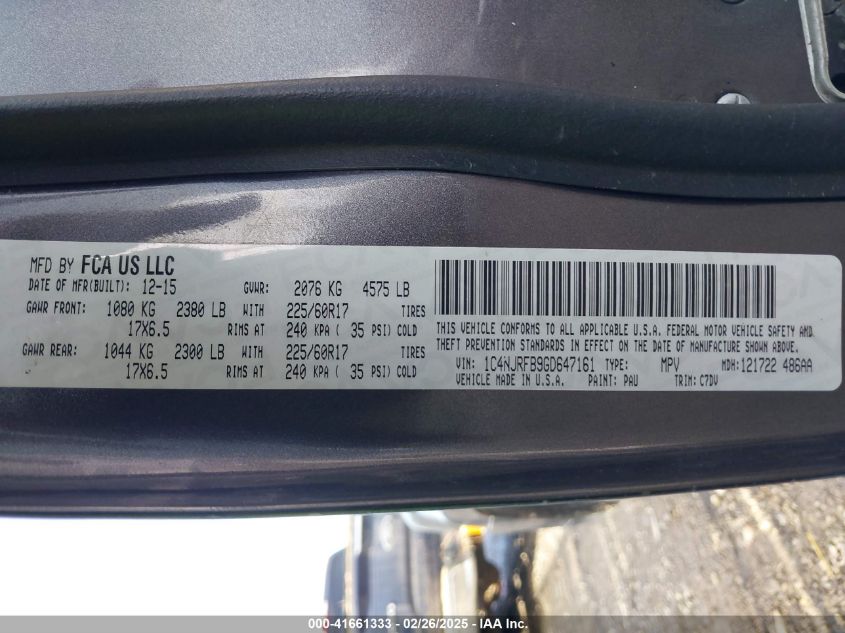 MFD BY FCA US LLC
DATE OF MFR(BUILT): 12-15 GVWR: 2076 KG 4575 LB
GAWR FRONT: 1080 KG 2380 LB WITH 225/60R17 TIRES
17X6.5 RIMS AT 240 KPA ( 35 PSI) COLD
GAWR REAR: 1044 KG 2300 LB WITH 225/60R17 TIRES
17X6.5 RIMS AT 240 KPA ( 35 PSI) COLD
THIS VEHICLE CONFORMS TO ALL APPLICABLE U.S.A. FEDERAL MOTOR VEHICLE SAFETY AND
THEFT PREVENTION STANDARDS IN EFFECT ON THE DATE OF MANUFACTURE SHOWN ABOVE.
VIN: 1C4NJRFB9GD647161 TYPE: MPV MDH:121722 486AA
VEHICLE MADE IN U.S.A. PAINT: PAU TRIM: C7DV
© - 41661333 - 02/26/2025 - IAA Inc.